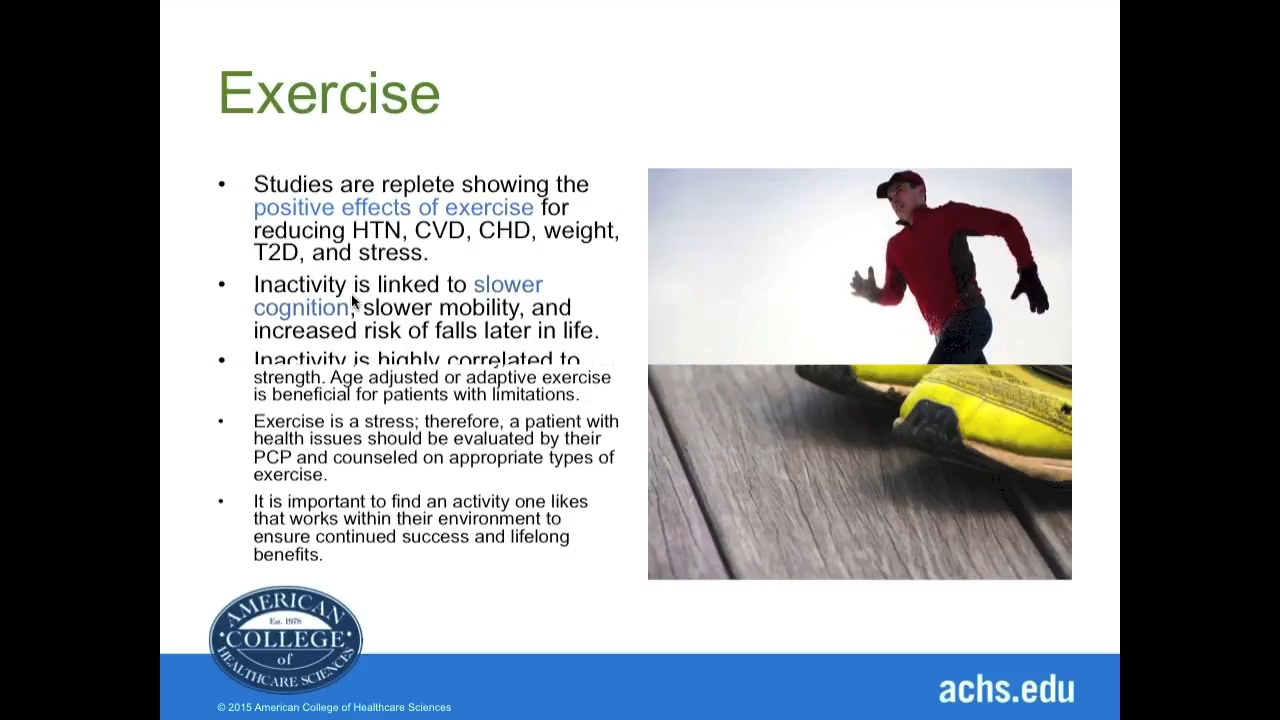 Exercise
• Studies are replete showing the
positive effects of exercise for
reducing HTN, CVD, CHD, weight,
T2D, and stress.
• Inactivity is linked to slower
cognition, slower mobility, and
increased risk of falls later in life.
• Inactivity is highly correlated to
strength. Age adjusted or adaptive exercise
is beneficial for patients with limitations.
• Exercise is a stress; therefore, a patient with
health issues should be evaluated by their
PCP and counseled on appropriate types of
exercise.
• It is important to find an activity one likes
that works within their environment to
ensure continued success and lifelong
benefits.
AMERICAN
Est. 1978
COLLEGE
of
HEALTHCARE SCIENCES
achs.edu
© 2015 American College of Healthcare Sciences